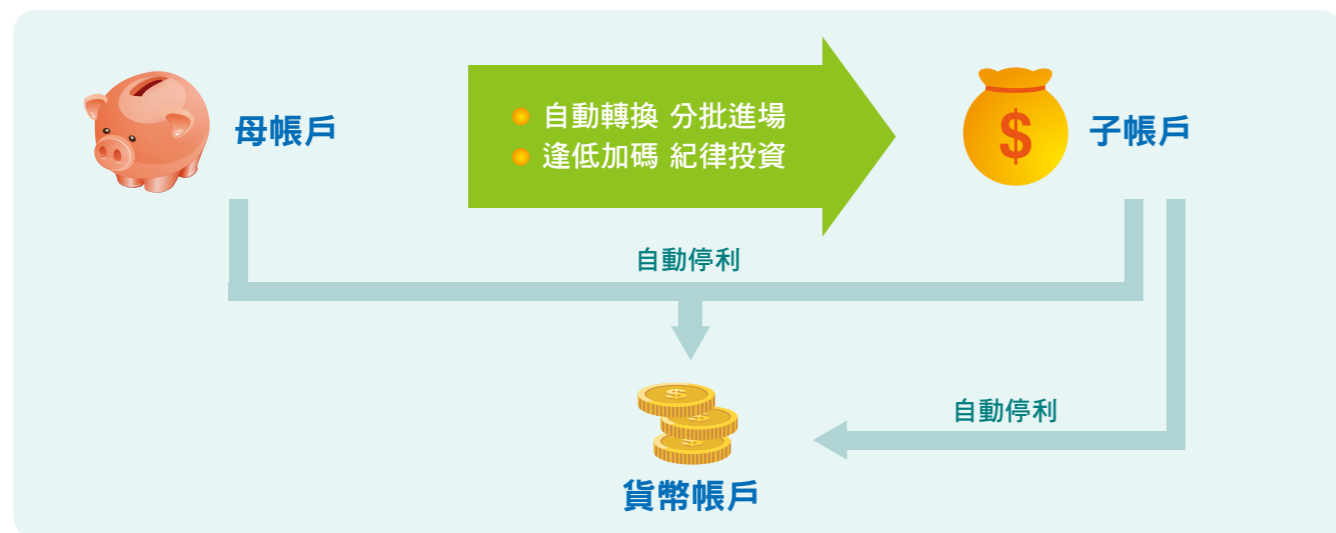 母帳戶
自動轉換 分批進場
逢低加碼 紀律投資
$
子帳戶
自動停利
自動停利
貨幣帳戶